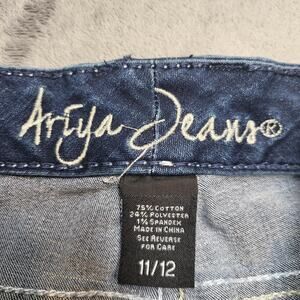 Ariya Jeans®
75% COTTON
24% POLYESTER
1% SPANDEX
MADE IN CHINA
SEE REVERSE
FOR CARE
11/12